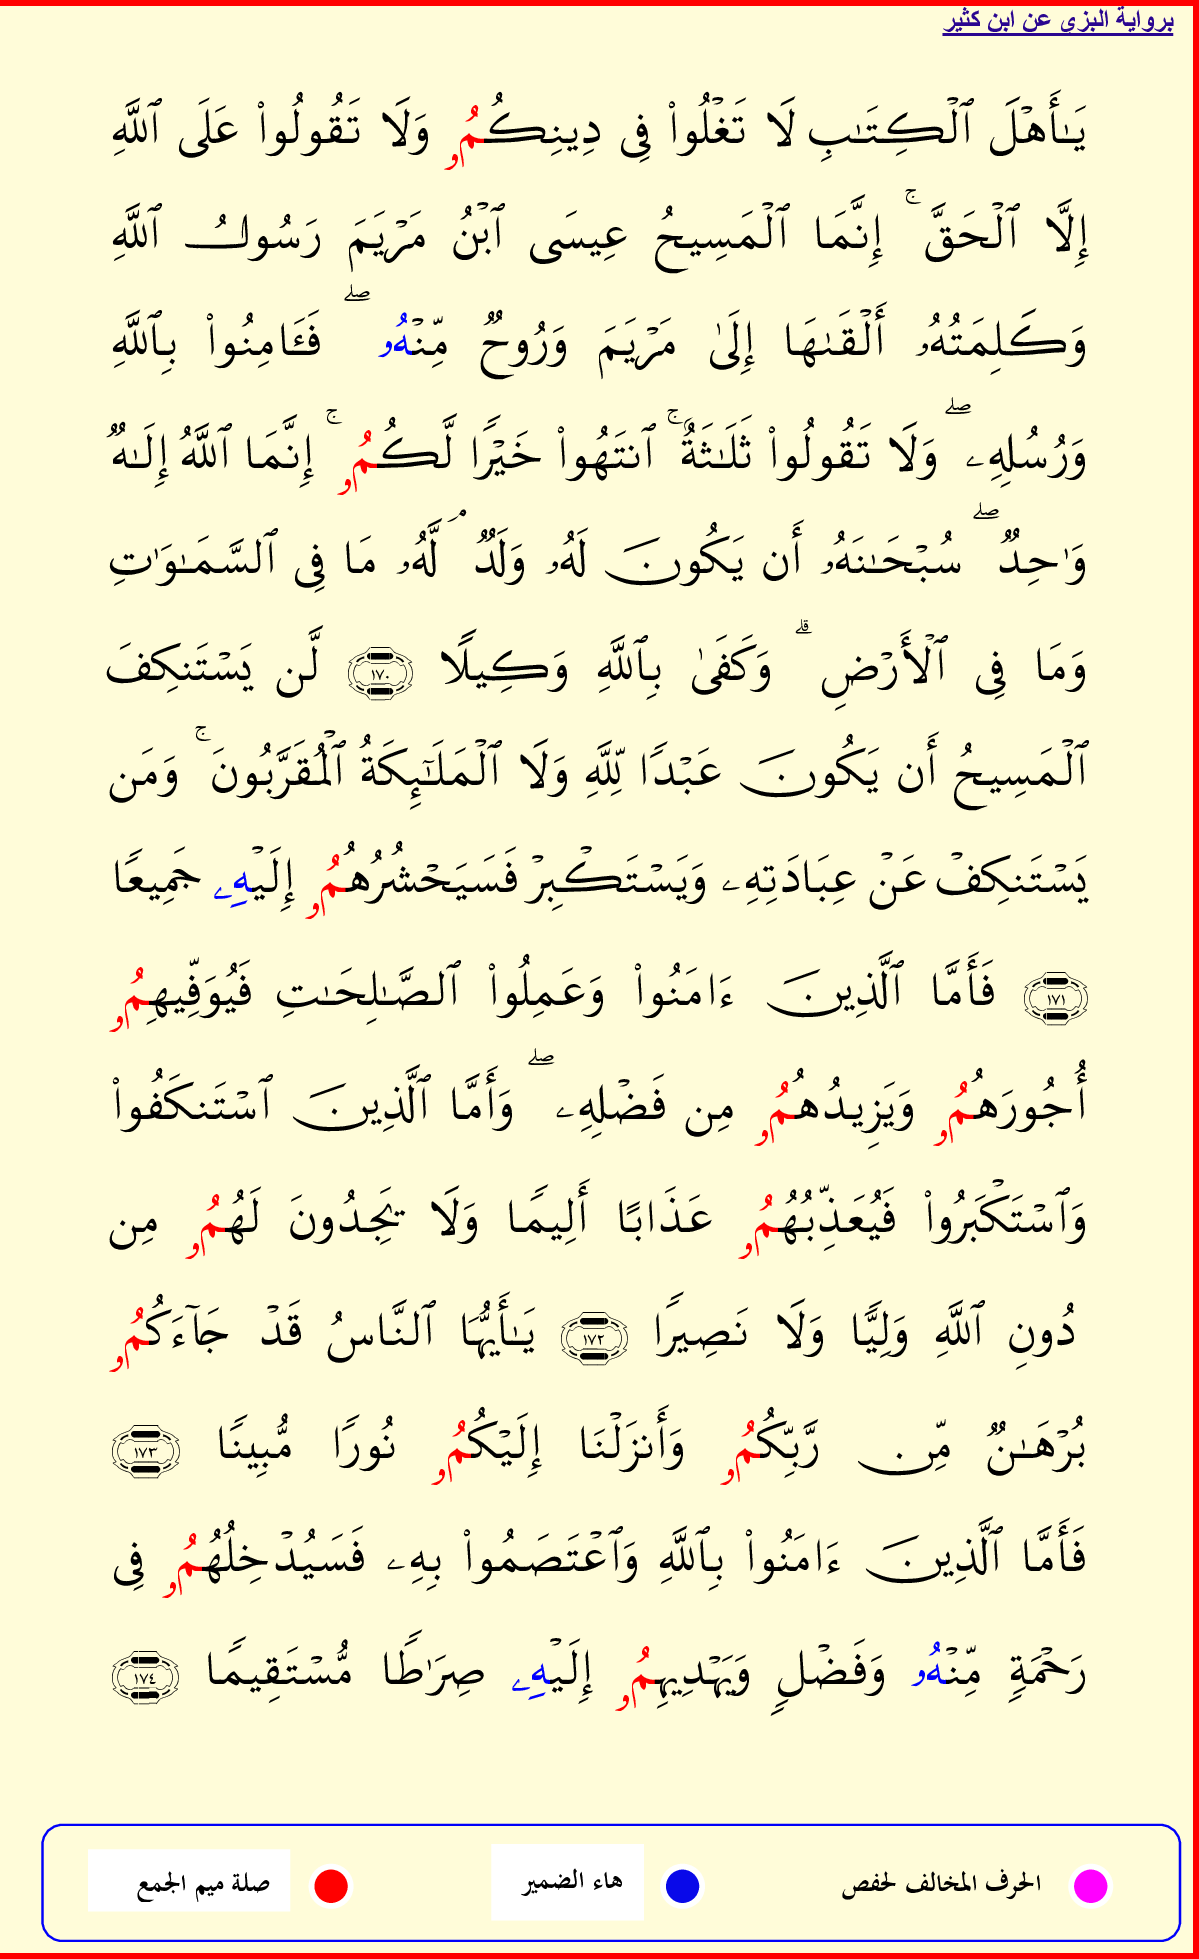 برواية البزى عن ابن كثير
يَـٰٓأَهْلَ ٱلْكِتَـٰبِ لَا تَغْلُوا۟ فِى دِينِكُمُۥ وَلَا تَقُولُوا۟ عَلَى ٱللَّهِ
إِلَّا ٱلْحَقَّ ۚ إِنَّمَا ٱلْمَسِيحُ عِيسَى ٱبْنُ مَرْيَمَ رَسُولُ ٱللَّهِ
وَكَلِمَتُهُۥ أَلْقَىٰهَا إِلَىٰ مَرْيَمَ وَرُوحٌ مِّنْهُۥ ۖ فَـَٔامِنُوا۟ بِٱللَّهِ
وَرُسُلِهِۦ ۖ وَلَا تَقُولُوا۟ ثَلَـٰثَةٌ ۚ ٱنتَهُوا۟ خَيْرًا لَّكُمُۥ ۚ إِنَّمَا ٱللَّهُ إِلَـٰهٌ
وَٰحِدٌ ۖ سُبْحَـٰنَهُۥٓ أَن يَكُونَ لَهُۥ وَلَدٌ ۘ لَّهُۥ مَا فِى ٱلسَّمَـٰوَٰتِ
وَمَا فِى ٱلْأَرْضِ ۗ وَكَفَىٰ بِٱللَّهِ وَكِيلًا ١٧٠ لَّن يَسْتَنكِفَ
ٱلْمَسِيحُ أَن يَكُونَ عَبْدًا لِّلَّهِ وَلَا ٱلْمَلَـٰٓئِكَةُ ٱلْمُقَرَّبُونَ ۚ وَمَن
يَسْتَنكِفْ عَنْ عِبَادَتِهِۦ وَيَسْتَكْبِرْ فَسَيَحْشُرُهُمُۥ إِلَيْهِۦ جَمِيعًا
١٧١ فَأَمَّا ٱلَّذِينَ ءَامَنُوا۟ وَعَمِلُوا۟ ٱلصَّـٰلِحَـٰتِ فَيُوَفِّيهِمُۥ
أُجُورَهُمُۥ وَيَزِيدُهُمُۥ مِن فَضْلِهِۦ ۖ وَأَمَّا ٱلَّذِينَ ٱسْتَنكَفُوا۟
وَٱسْتَكْبَرُوا۟ فَيُعَذِّبُهُمُۥ عَذَابًا أَلِيمًا وَلَا يَجِدُونَ لَهُمُۥ مِن
دُونِ ٱللَّهِ وَلِيًّا وَلَا نَصِيرًا ١٧٢ يَـٰٓأَيُّهَا ٱلنَّاسُ قَدْ جَآءَكُمُۥ
بُرْهَـٰنٌ مِّن رَّبِّكُمُۥ وَأَنزَلْنَا إِلَيْكُمُۥ نُورًا مُّبِينًا ١٧٣
فَأَمَّا ٱلَّذِينَ ءَامَنُوا۟ بِٱللَّهِ وَٱعْتَصَمُوا۟ بِهِۦ فَسَيُدْخِلُهُمُۥ فِى
رَحْمَةٍ مِّنْهُۥ وَفَضْلٍ وَيَهْدِيهِمُۥ إِلَيْهِۦ صِرَٰطًا مُّسْتَقِيمًا ١٧٤
الحرف المخالف لحفص هاء الضمير صلة ميم الجمع